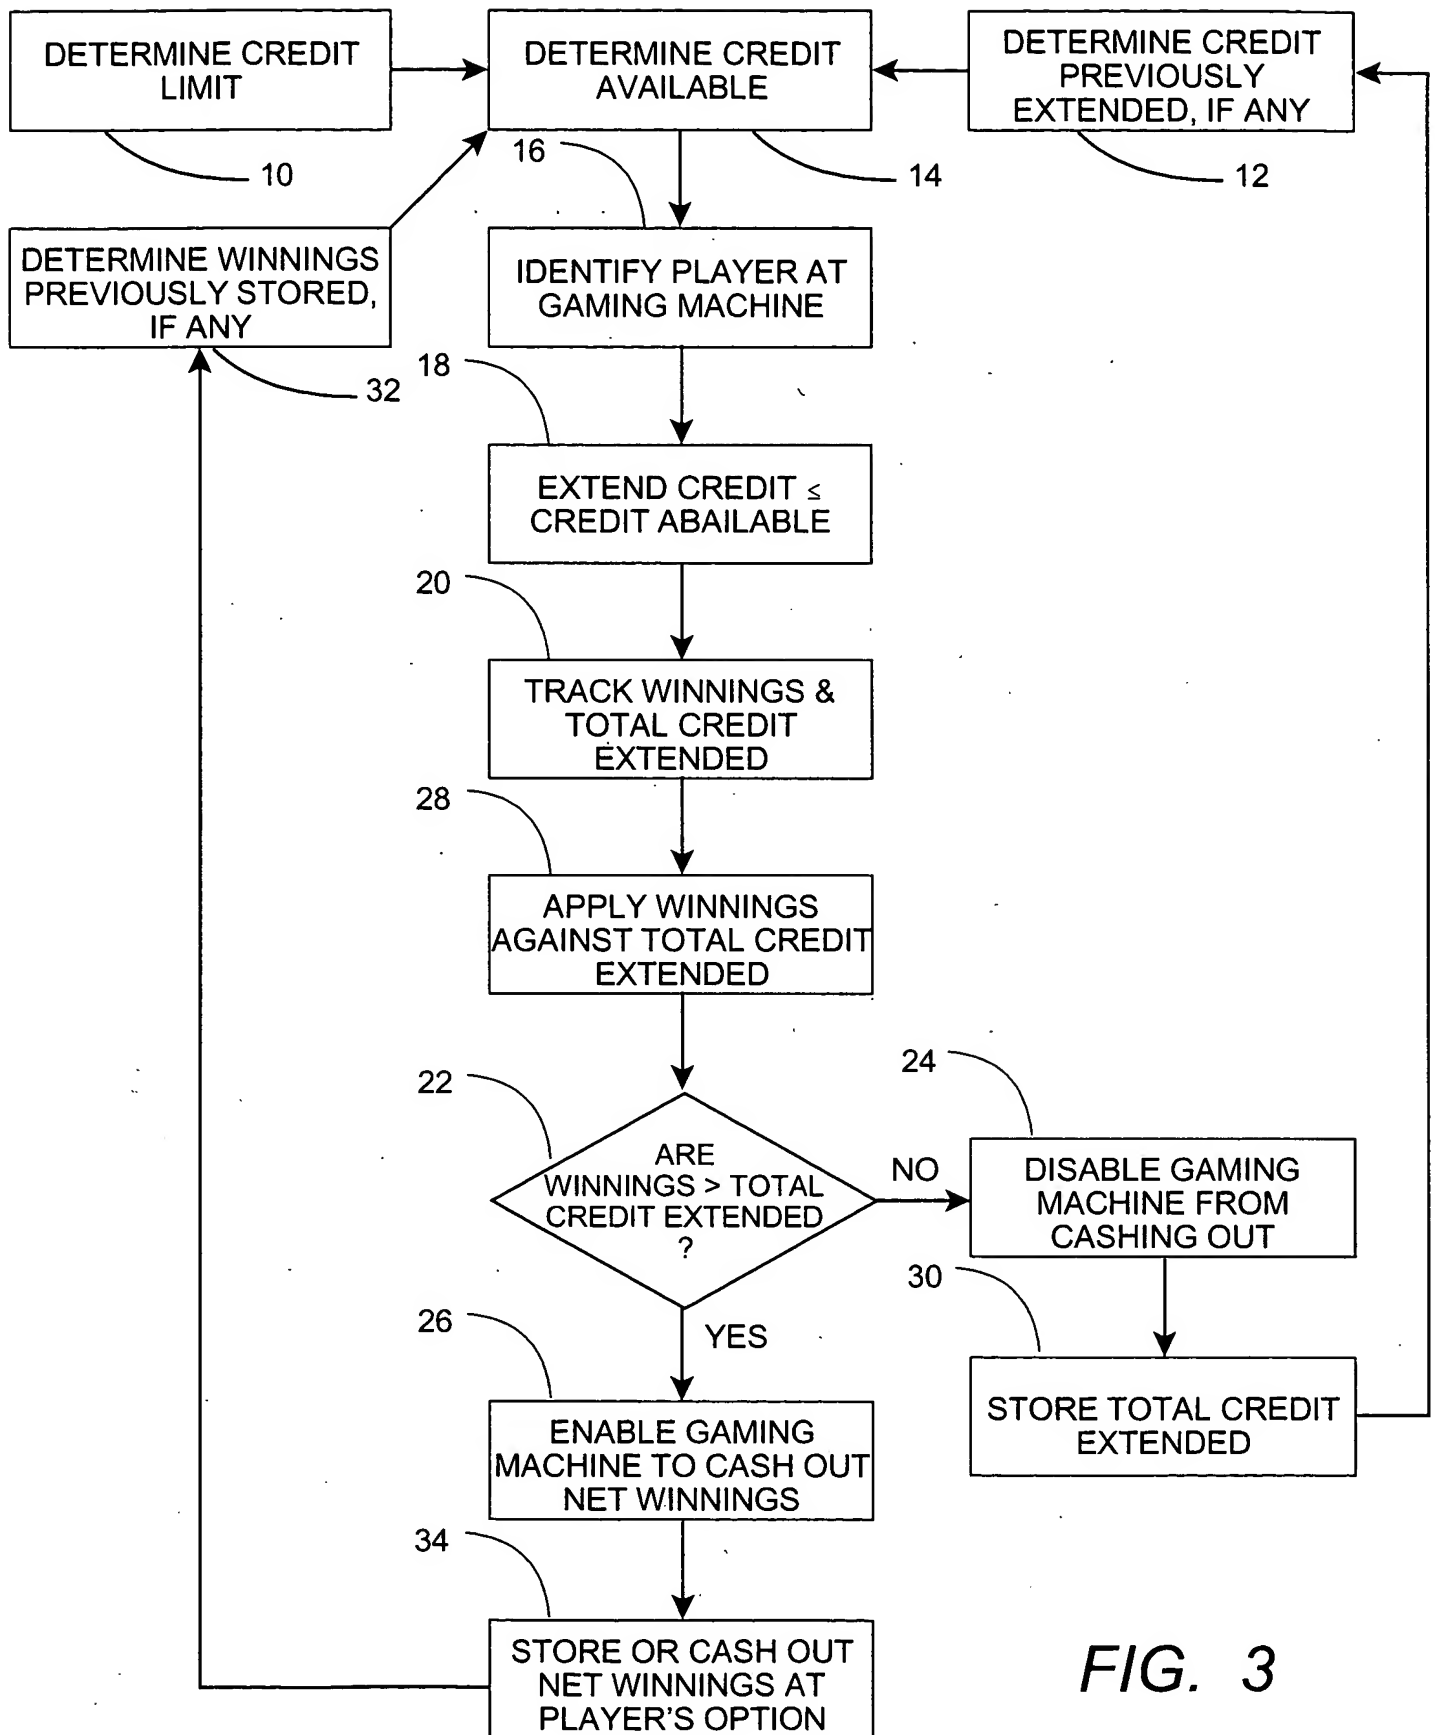 DETERMINE CREDIT
LIMIT
10
DETERMINE CREDIT
AVAILABLE
14
DETERMINE CREDIT
PREVIOUSLY
EXTENDED, IF ANY
12
DETERMINE WINNINGS
PREVIOUSLY STORED,
IF ANY
32
16
IDENTIFY PLAYER AT
GAMING MACHINE
18
EXTEND CREDIT ≤
CREDIT ABAILABLE
20
TRACK WINNINGS &
TOTAL CREDIT
EXTENDED
28
APPLY WINNINGS
AGAINST TOTAL CREDIT
EXTENDED
22
ARE
WINNINGS > TOTAL
CREDIT EXTENDED
?
NO
24
DISABLE GAMING
MACHINE FROM
CASHING OUT
30
STORE TOTAL CREDIT
EXTENDED
YES
26
ENABLE GAMING
MACHINE TO CASH OUT
NET WINNINGS
34
STORE OR CASH OUT
NET WINNINGS AT
PLAYER'S OPTION
FIG. 3